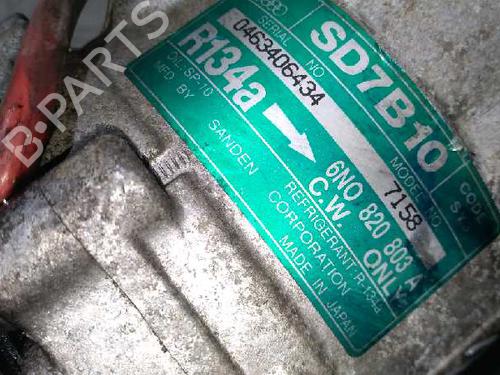 SD7B10
SERIAL NO
0463406434
MODEL NO
7158
CODE
R134a
OIL: SP-10
MFD BY SANDEN
6N0 820 803 A
C.W. ONLY
REFRIGERANT:R-134a
CORPORATION
MADE IN JAPAN
B-PARTS